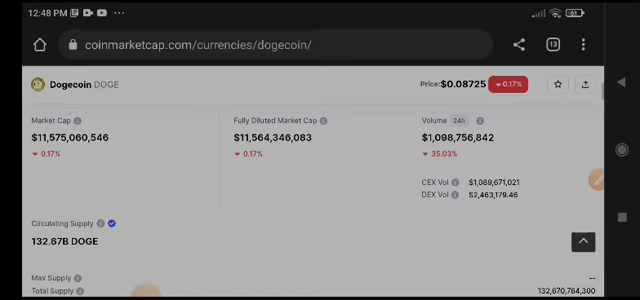 12:48 PM
61
coinmarketcap.com/currencies/dogecoin/
13
Dogecoin DOGE
Price:$0.08725
0.17%
Market Cap
Fully Diluted Market Cap
Volume 24h
$11,575,060,546
$11,564,346,083
$1,098,756,842
0.17%
0.17%
35.03%
CEX Vol $1,089,671,021
DEX Vol $2,463,179.46
Circulating Supply
132.67B DOGE
Max Supply --
Total Supply 132,670,764,300